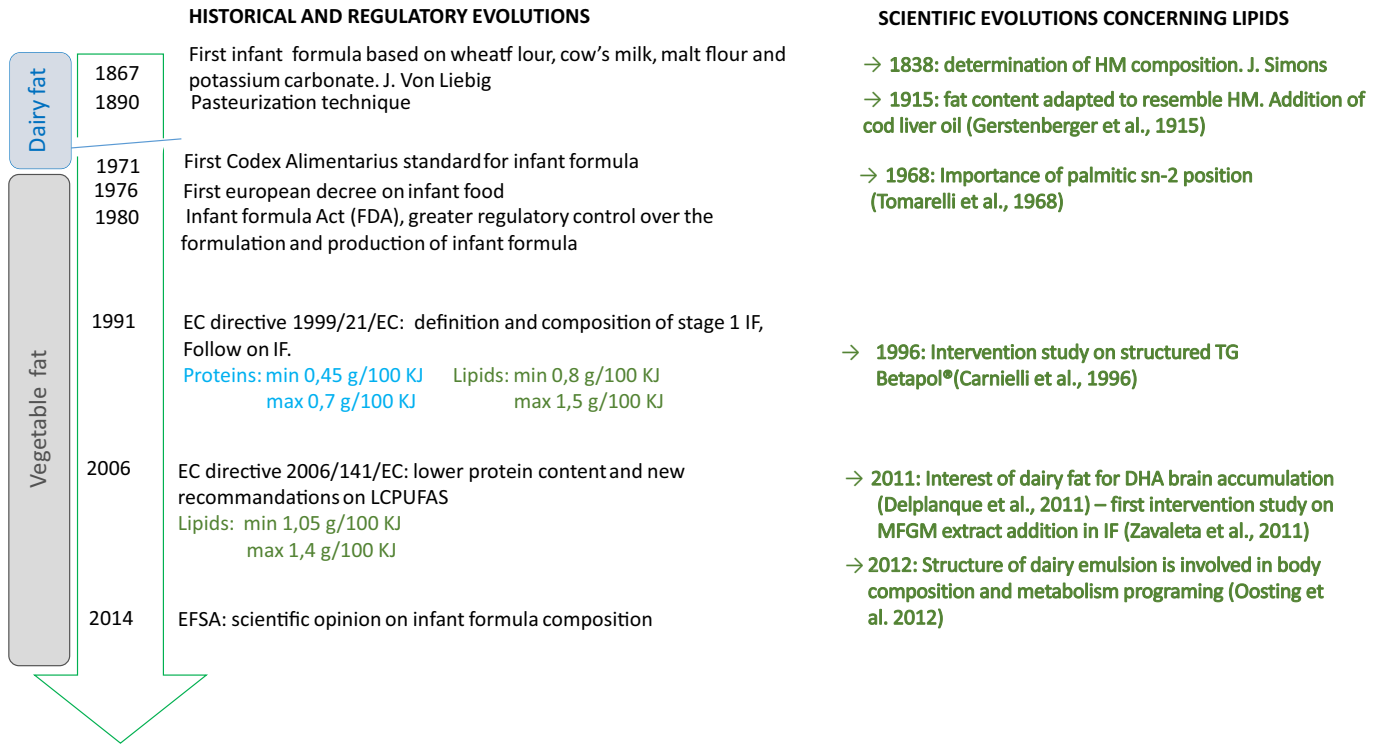 HISTORICAL AND REGULATORY EVOLUTIONS
Dairy fat
Vegetable fat
1867
First infant formula based on wheatf lour, cow's milk, malt flour and
potassium carbonate. J. Von Liebig
1890
Pasteurization technique
1971
First Codex Alimentarius standard for infant formula
1976
First european decree on infant food
1980
Infant formula Act (FDA), greater regulatory control over the
formulation and production of infant formula
1991
EC directive 1999/21/EC: definition and composition of stage 1 IF,
Follow on IF.
Proteins: min 0,45 g/100 KJ
max 0,7 g/100 KJ
Lipids: min 0,8 g/100 KJ
max 1,5 g/100 KJ
2006
EC directive 2006/141/EC: lower protein content and new
recommandations on LCPUFAS
Lipids: min 1,05 g/100 KJ
max 1,4 g/100 KJ
2014
EFSA: scientific opinion on infant formula composition
SCIENTIFIC EVOLUTIONS CONCERNING LIPIDS
→ 1838: determination of HM composition. J. Simons
→ 1915: fat content adapted to resemble HM. Addition of
cod liver oil (Gerstenberger et al., 1915)
→ 1968: Importance of palmitic sn-2 position
(Tomarelli et al., 1968)
→ 1996: Intervention study on structured TG
Betapol®(Carnielli et al., 1996)
→ 2011: Interest of dairy fat for DHA brain accumulation
(Delplanque et al., 2011) – first intervention study on
MFGM extract addition in IF (Zavaleta et al., 2011)
→ 2012: Structure of dairy emulsion is involved in body
composition and metabolism programing (Oosting et
al. 2012)